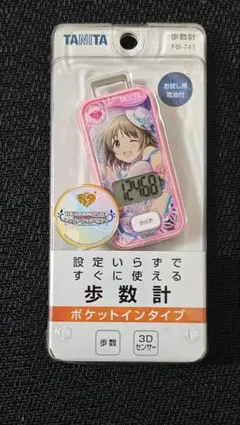 TANITA
歩数計
FB-741
お試し用
電池付
TANITA
12468
設定いらずで
すぐに使える
歩数計
ポケットインタイプ
歩数
3D
センサー